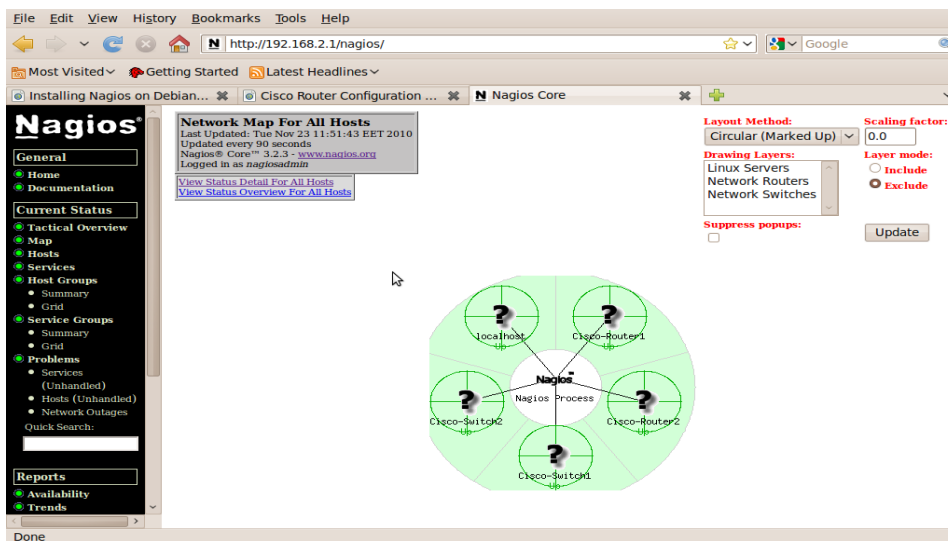 File Edit View History Bookmarks Tools Help
http://192.168.2.1/nagios/
Google
Most Visited Getting Started Latest Headlines
Installing Nagios on Debian... Cisco Router Configuration ... Nagios Core
Nagios®
General
Home
Documentation
Current Status
Tactical Overview
Map
Hosts
Services
Host Groups
Summary
Grid
Service Groups
Summary
Grid
Problems
Services
(Unhandled)
Hosts (Unhandled)
Network Outages
Quick Search:
Reports
Availability
Trends
Network Map For All Hosts
Last Updated: Tue Nov 23 11:51:43 EET 2010
Updated every 90 seconds
Nagios® Core™ 3.2.3 - www.nagios.org
Logged in as nagiosadmin
View Status Detail For All Hosts
View Status Overview For All Hosts
Layout Method: Scaling factor:
Circular (Marked Up) 0.0
Drawing Layers: Layer mode:
Linux Servers
Network Routers
Network Switches
Include
Exclude
Suppress popups:
Update
? ?
localhost Cisco-Router1
Up Up
Nagios™
Nagios Process
? ?
Cisco-Switch2 Cisco-Router2
Up Up
?
Cisco-Switch1
Up
Done